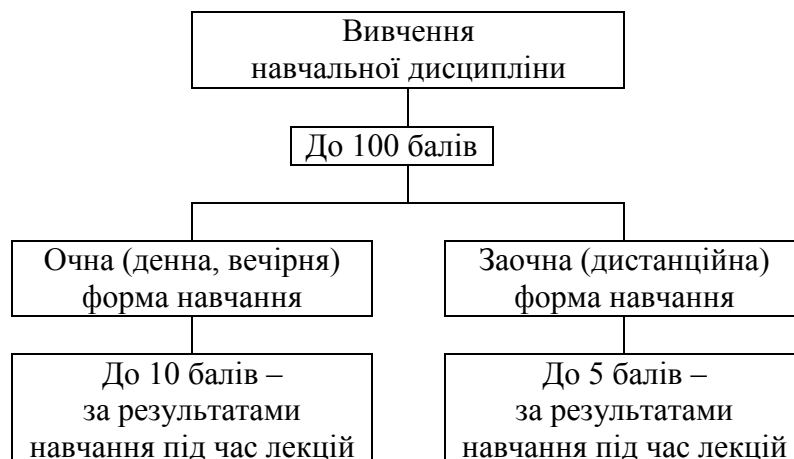 Вивчення
навчальної дисципліни
До 100 балів
Очна (денна, вечірня)
форма навчання
Заочна (дистанційна)
форма навчання
До 10 балів –
за результатами
навчання під час лекцій
До 5 балів –
за результатами
навчання під час лекцій